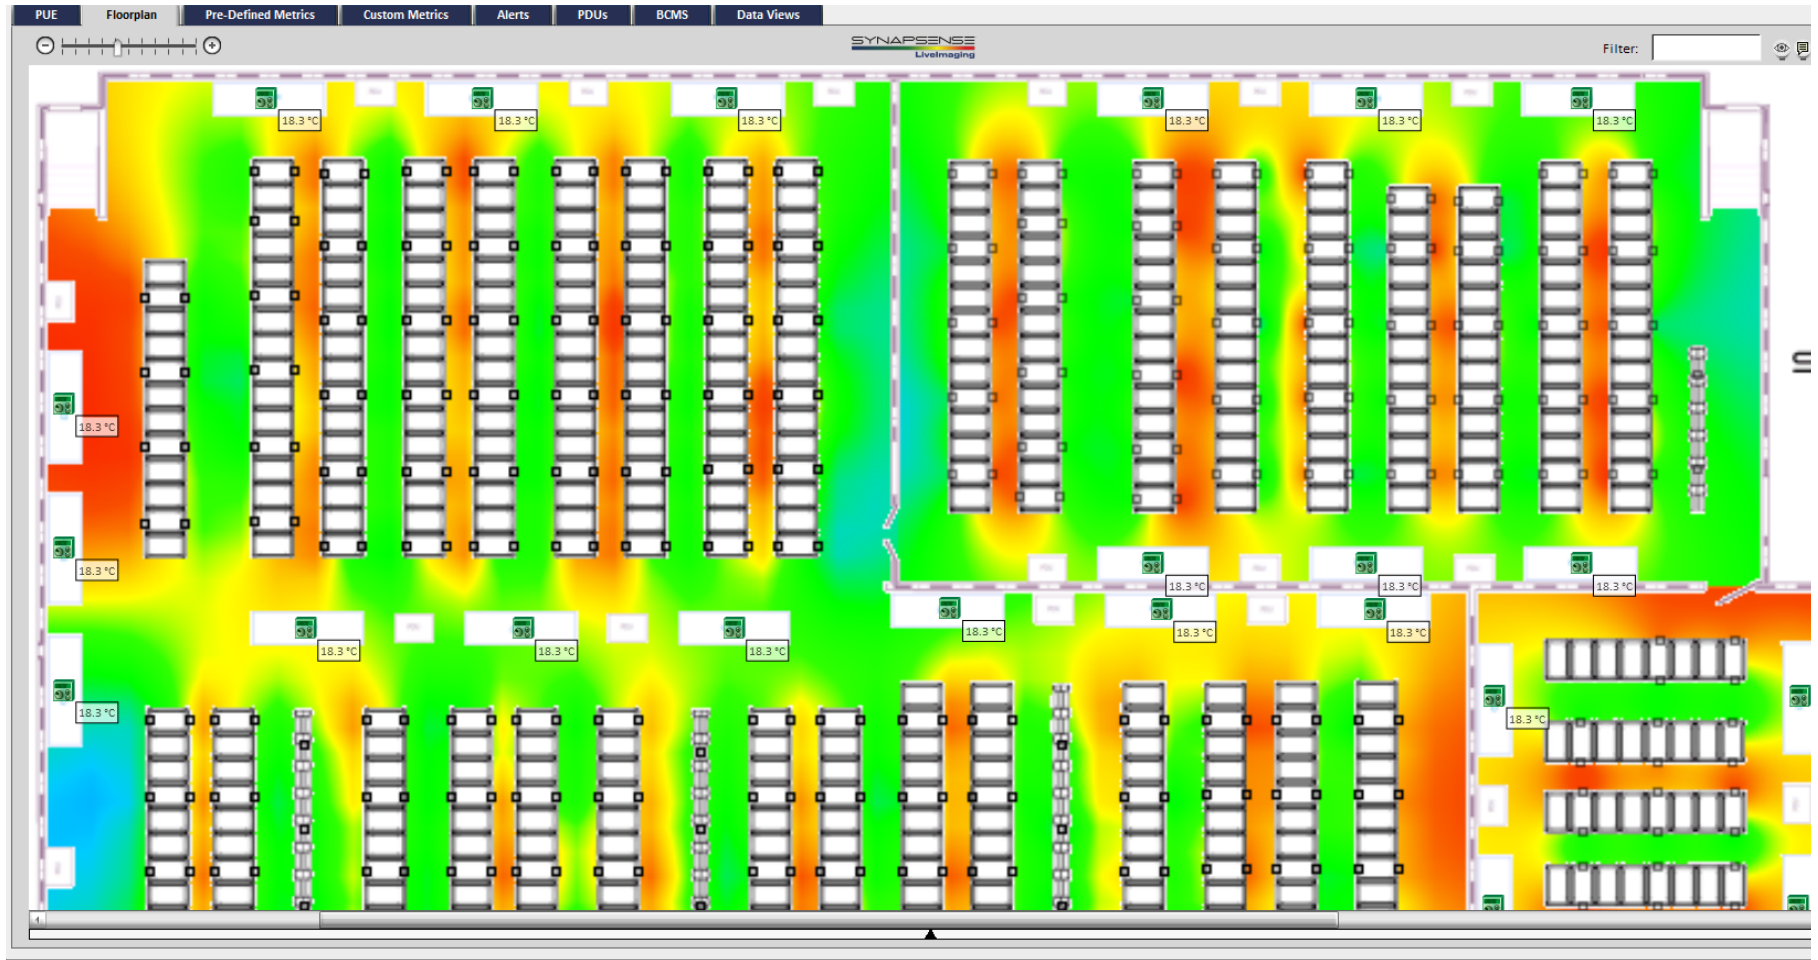 PUE Floorplan Pre-Defined Metrics Custom Metrics Alerts PDUs BCMS Data Views
SYNAPSENSE
LiveImaging
Filter:
18.3 °C 18.3 °C 18.3 °C 18.3 °C 18.3 °C 18.3 °C
18.3 °C
18.3 °C
18.3 °C 18.3 °C 18.3 °C
18.3 °C 18.3 °C 18.3 °C
18.3 °C 18.3 °C 18.3 °C
18.3 °C 18.3 °C